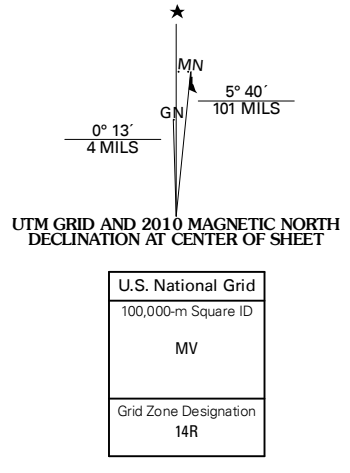 MN
5° 40´
101 MILS
GN
0° 13´
4 MILS
UTM GRID AND 2010 MAGNETIC NORTH
DECLINATION AT CENTER OF SHEET
U.S. National Grid
100,000-m Square ID
MV
Grid Zone Designation
14R